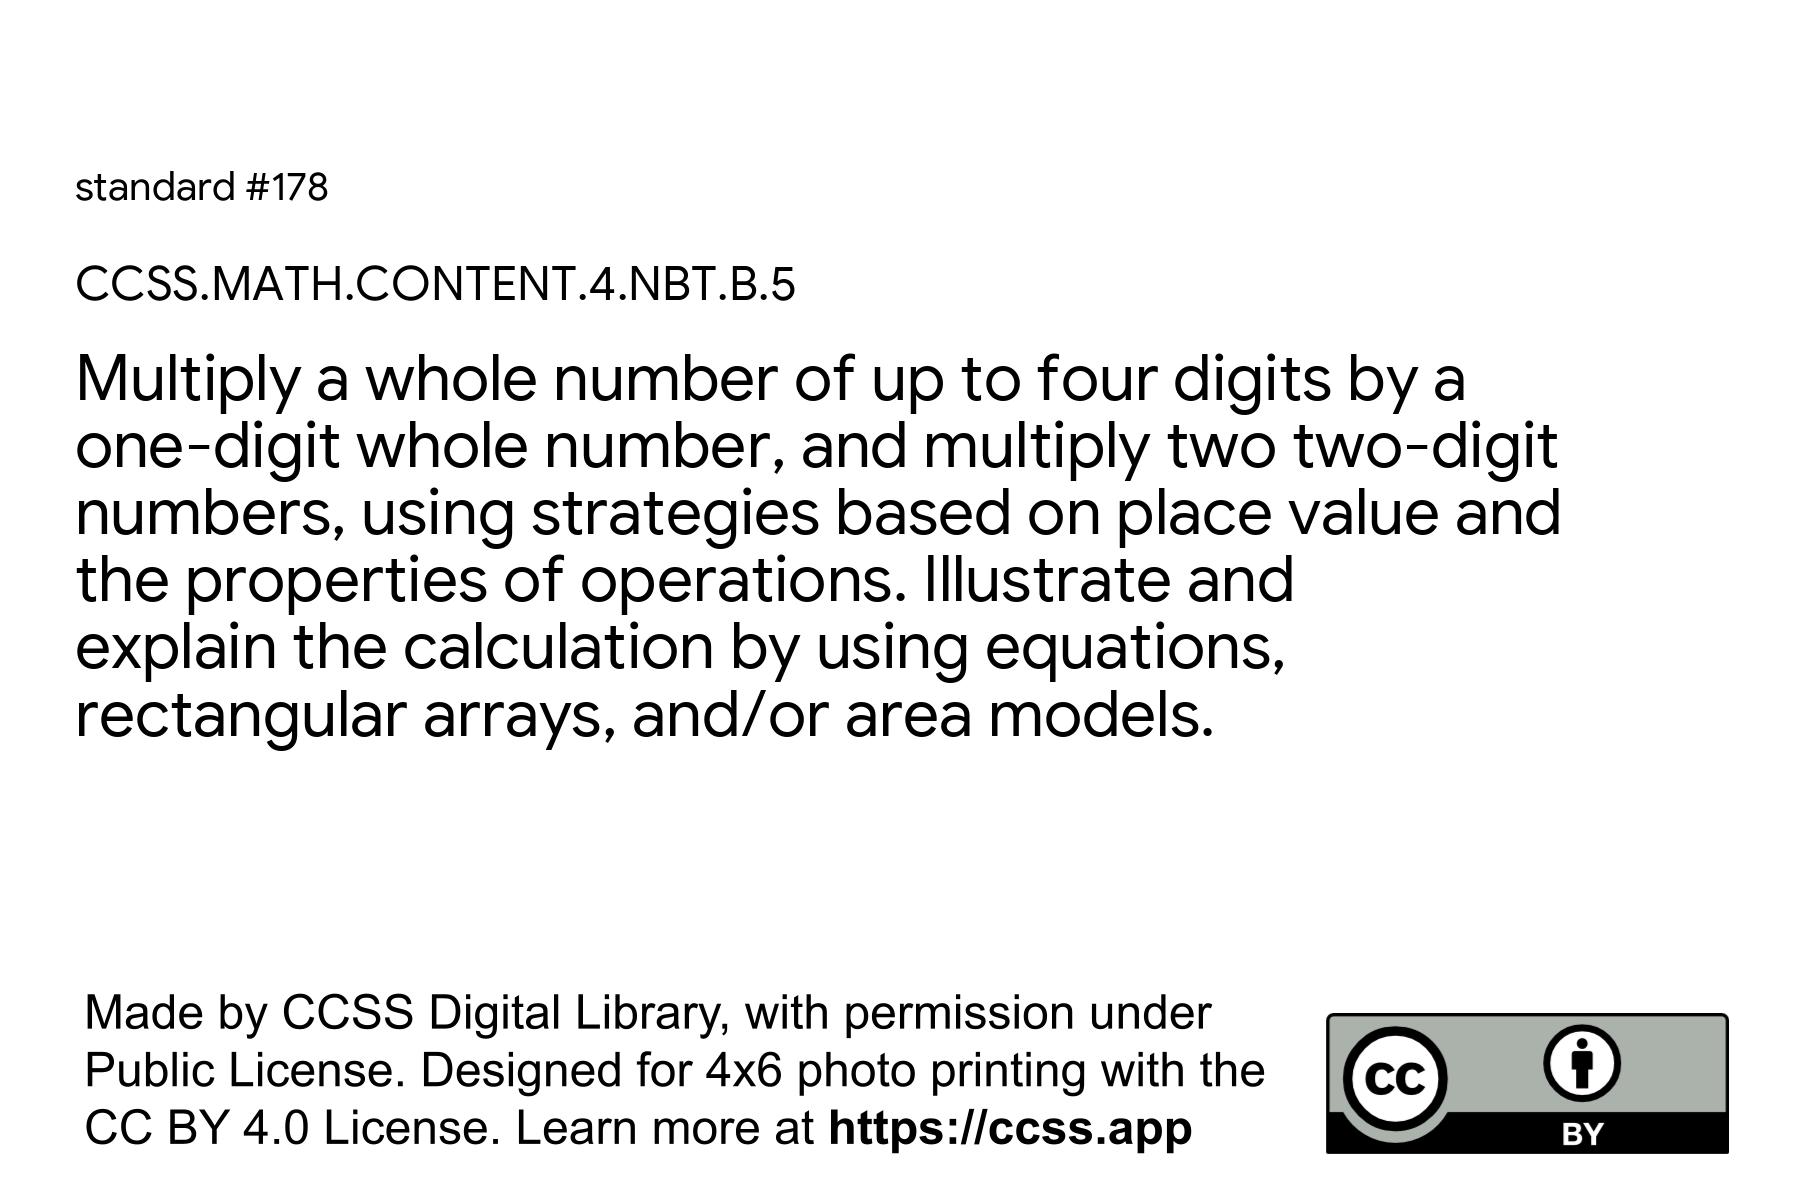 standard #178
CCSS.MATH.CONTENT.4.NBT.B.5
Multiply a whole number of up to four digits by a
one-digit whole number, and multiply two two-digit
numbers, using strategies based on place value and
the properties of operations. Illustrate and
explain the calculation by using equations,
rectangular arrays, and/or area models.
Made by CCSS Digital Library, with permission under
Public License. Designed for 4x6 photo printing with the
CC BY 4.0 License. Learn more at https://ccss.app
CC
BY